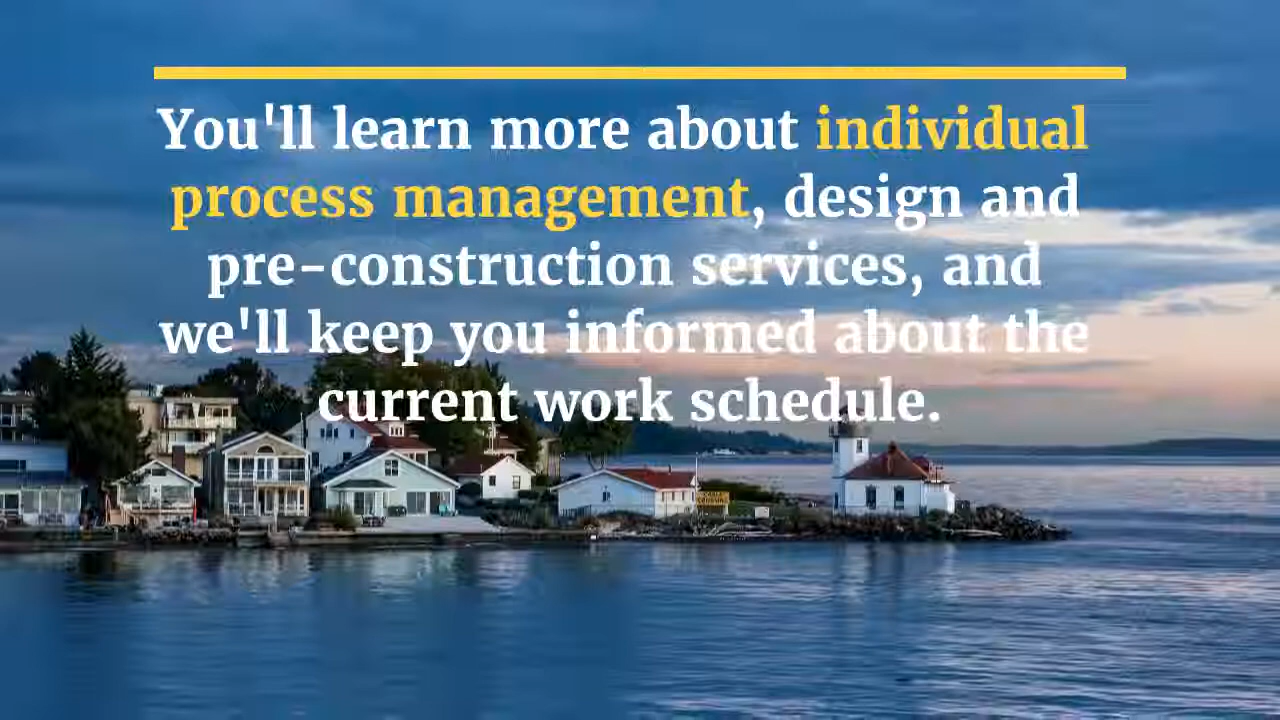 You'll learn more about individual
process management, design and
pre-construction services, and
we'll keep you informed about the
current work schedule.